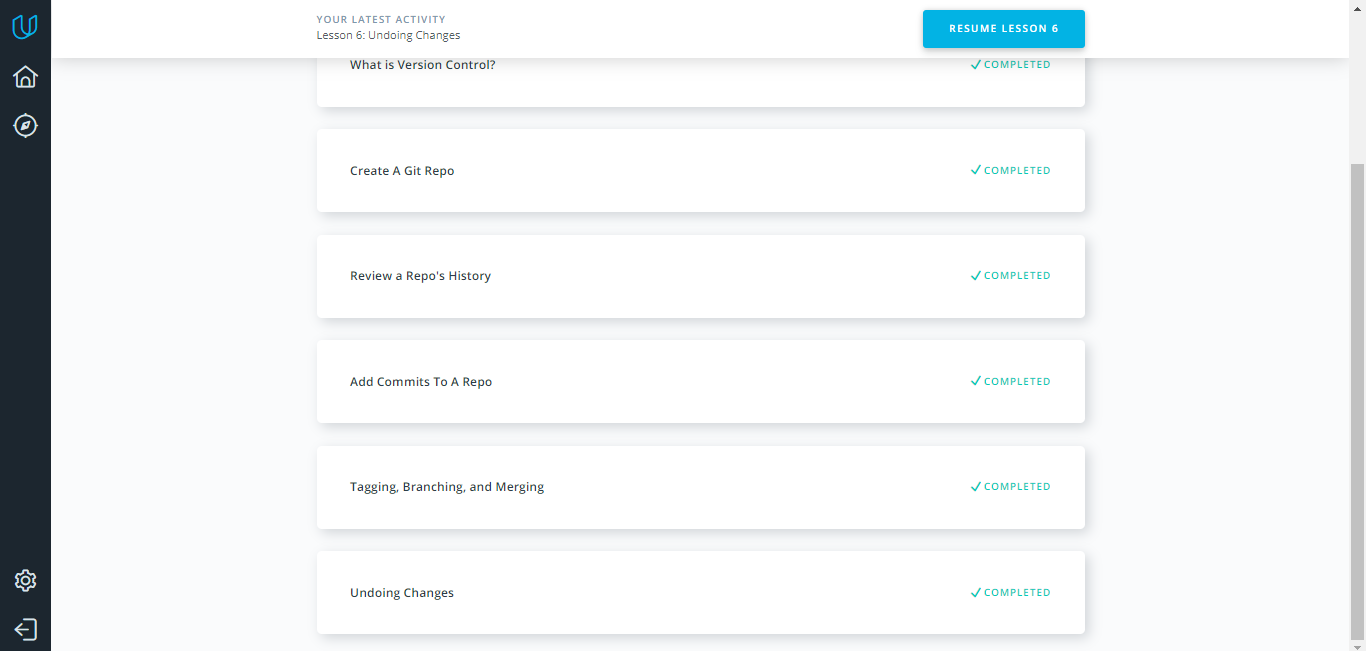 YOUR LATEST ACTIVITY
Lesson 6: Undoing Changes
RESUME LESSON 6
What is Version Control?
COMPLETED
Create A Git Repo
COMPLETED
Review a Repo's History
COMPLETED
Add Commits To A Repo
COMPLETED
Tagging, Branching, and Merging
COMPLETED
Undoing Changes
COMPLETED